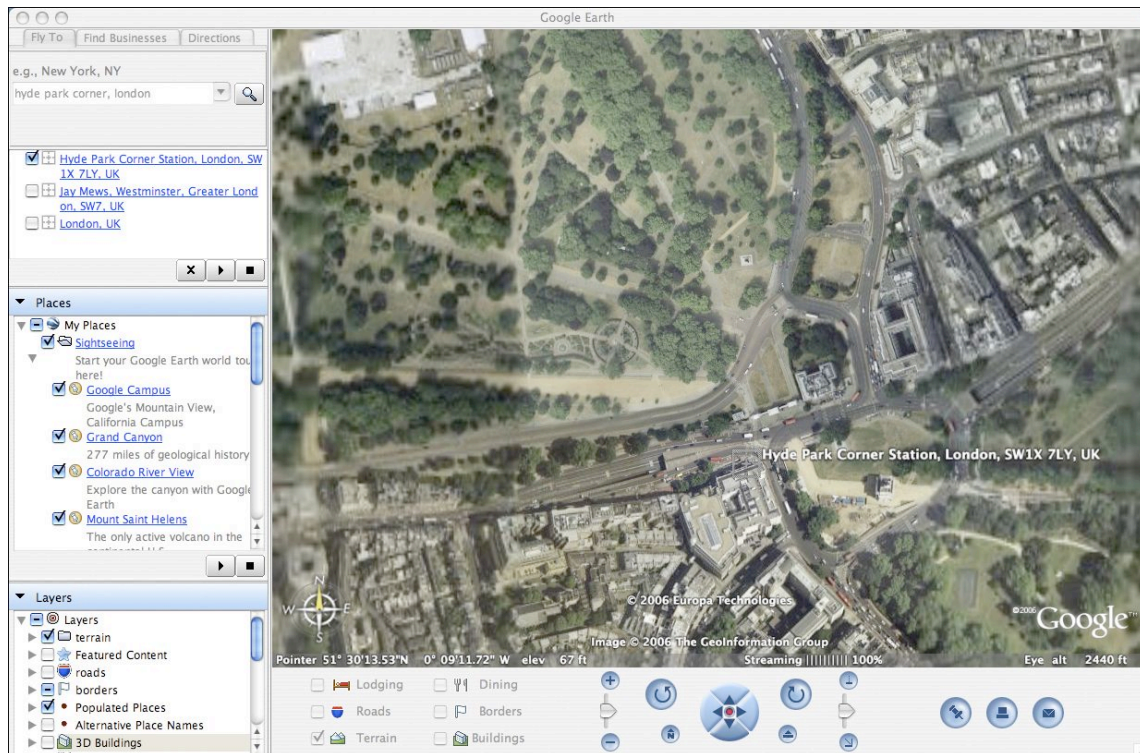 Google Earth
Fly To
Find Businesses
Directions
e.g., New York, NY
hyde park corner, london
Hyde Park Corner Station, London, SW
1X 7LY, UK
Jay Mews, Westminster, Greater Lond
on, SW7, UK
London, UK
Places
My Places
Sightseeing
Start your Google Earth world tou
here!
Google Campus
Google's Mountain View,
California Campus
Grand Canyon
277 miles of geological history
Colorado River View
Explore the canyon with Google
Earth
Mount Saint Helens
The only active volcano in the
Layers
Layers
terrain
Featured Content
roads
borders
Populated Places
Alternative Place Names
3D Buildings
Hyde Park Corner Station, London, SW1X 7LY, UK
N
W E
S
© 2006 Europa Technologies
Image © 2006 The GeoInformation Group
©2006 Google™
Pointer 51° 30'13.53"N 0° 09'11.72" W elev 67 ft
Streaming |||||||||| 100%
Eye alt 2440 ft
Lodging
Dining
Roads
Borders
Terrain
Buildings
N